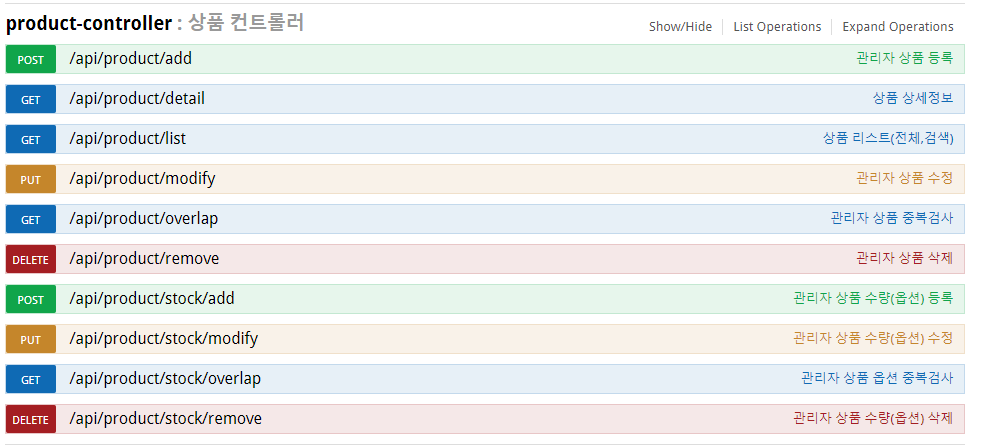 product-controller : 상품 컨트롤러 Show/Hide List Operations Expand Operations
POST /api/product/add 관리자 상품 등록
GET /api/product/detail 상품 상세정보
GET /api/product/list 상품 리스트(전체,검색)
PUT /api/product/modify 관리자 상품 수정
GET /api/product/overlap 관리자 상품 중복검사
DELETE /api/product/remove 관리자 상품 삭제
POST /api/product/stock/add 관리자 상품 수량(옵션) 등록
PUT /api/product/stock/modify 관리자 상품 수량(옵션) 수정
GET /api/product/stock/overlap 관리자 상품 옵션 중복검사
DELETE /api/product/stock/remove 관리자 상품 수량(옵션) 삭제